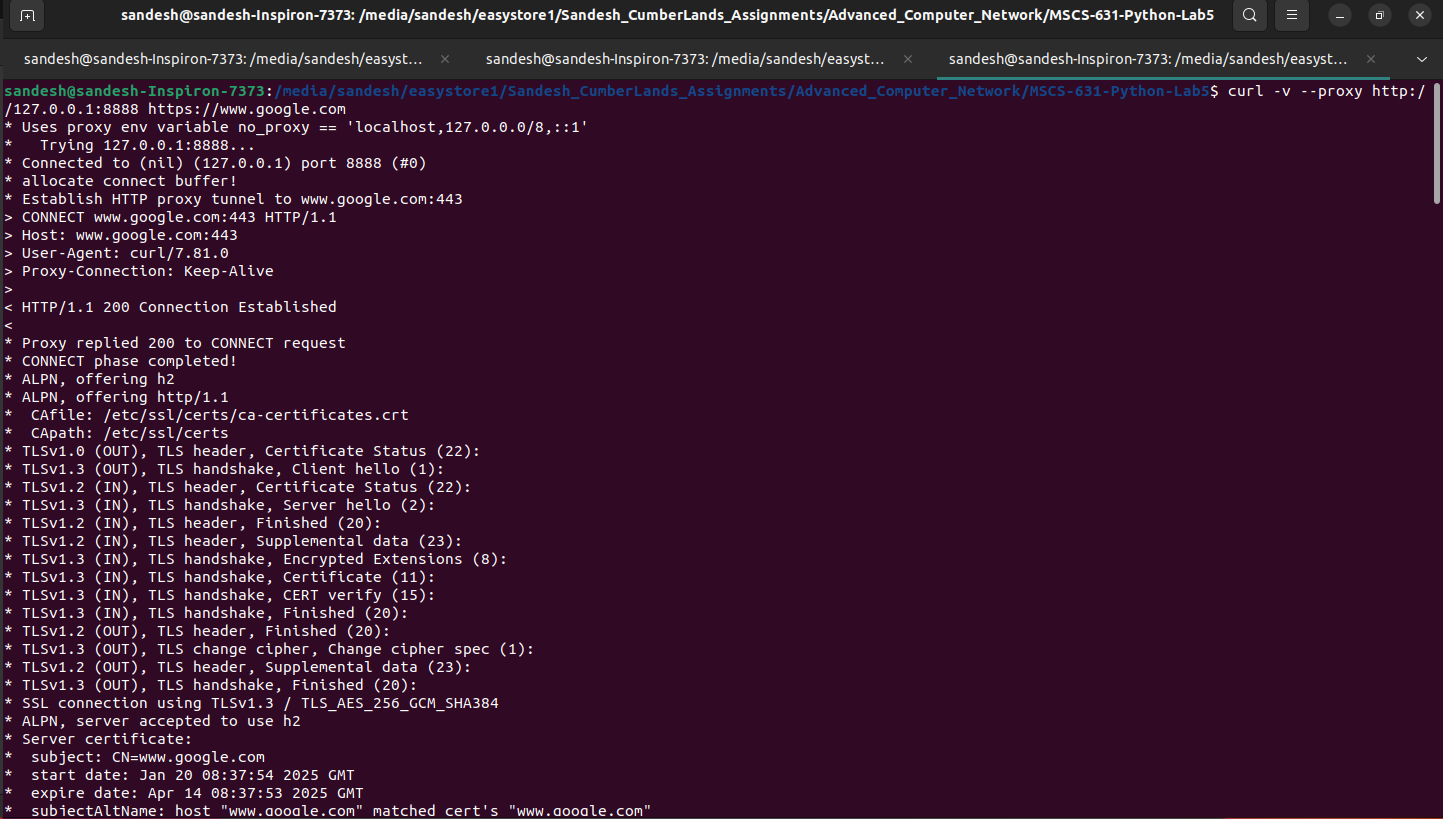 sandesh@sandesh-Inspiron-7373: /media/sandesh/easystore1/Sandesh_CumberLands_Assignments/Advanced_Computer_Network/MSCS-631-Python-Lab5
sandesh@sandesh-Inspiron-7373: /media/sandesh/easyst... × sandesh@sandesh-Inspiron-7373: /media/sandesh/easyst... × sandesh@sandesh-Inspiron-7373: /media/sandesh/easyst... ×
sandesh@sandesh-Inspiron-7373:/media/sandesh/easystore1/Sandesh_CumberLands_Assignments/Advanced_Computer_Network/MSCS-631-Python-Lab5$ curl -v --proxy http:/
/127.0.0.1:8888 https://www.google.com
* Uses proxy env variable no_proxy == 'localhost,127.0.0.0/8,::1'
*   Trying 127.0.0.1:8888...
* Connected to (nil) (127.0.0.1) port 8888 (#0)
* allocate connect buffer!
* Establish HTTP proxy tunnel to www.google.com:443
> CONNECT www.google.com:443 HTTP/1.1
> Host: www.google.com:443
> User-Agent: curl/7.81.0
> Proxy-Connection: Keep-Alive
>
< HTTP/1.1 200 Connection Established
<
* Proxy replied 200 to CONNECT request
* CONNECT phase completed!
* ALPN, offering h2
* ALPN, offering http/1.1
*  CAfile: /etc/ssl/certs/ca-certificates.crt
*  CApath: /etc/ssl/certs
* TLSv1.0 (OUT), TLS header, Certificate Status (22):
* TLSv1.3 (OUT), TLS handshake, Client hello (1):
* TLSv1.2 (IN), TLS header, Certificate Status (22):
* TLSv1.3 (IN), TLS handshake, Server hello (2):
* TLSv1.2 (IN), TLS header, Finished (20):
* TLSv1.2 (IN), TLS header, Supplemental data (23):
* TLSv1.3 (IN), TLS handshake, Encrypted Extensions (8):
* TLSv1.3 (IN), TLS handshake, Certificate (11):
* TLSv1.3 (IN), TLS handshake, CERT verify (15):
* TLSv1.3 (IN), TLS handshake, Finished (20):
* TLSv1.2 (OUT), TLS header, Finished (20):
* TLSv1.3 (OUT), TLS change cipher, Change cipher spec (1):
* TLSv1.2 (OUT), TLS header, Supplemental data (23):
* TLSv1.3 (OUT), TLS handshake, Finished (20):
* SSL connection using TLSv1.3 / TLS_AES_256_GCM_SHA384
* ALPN, server accepted to use h2
* Server certificate:
*  subject: CN=www.google.com
*  start date: Jan 20 08:37:54 2025 GMT
*  expire date: Apr 14 08:37:53 2025 GMT
*  subjectAltName: host "www.google.com" matched cert's "www.google.com"